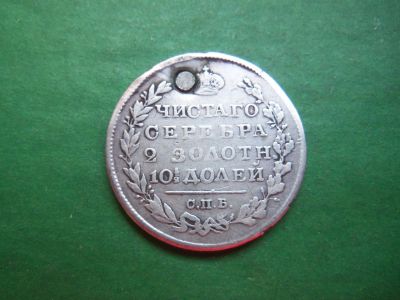 ЧИСТАГО
СЕРЕБРА
2 ЗОЛОТН
10½ ДОЛЕЙ
С.П.Б.